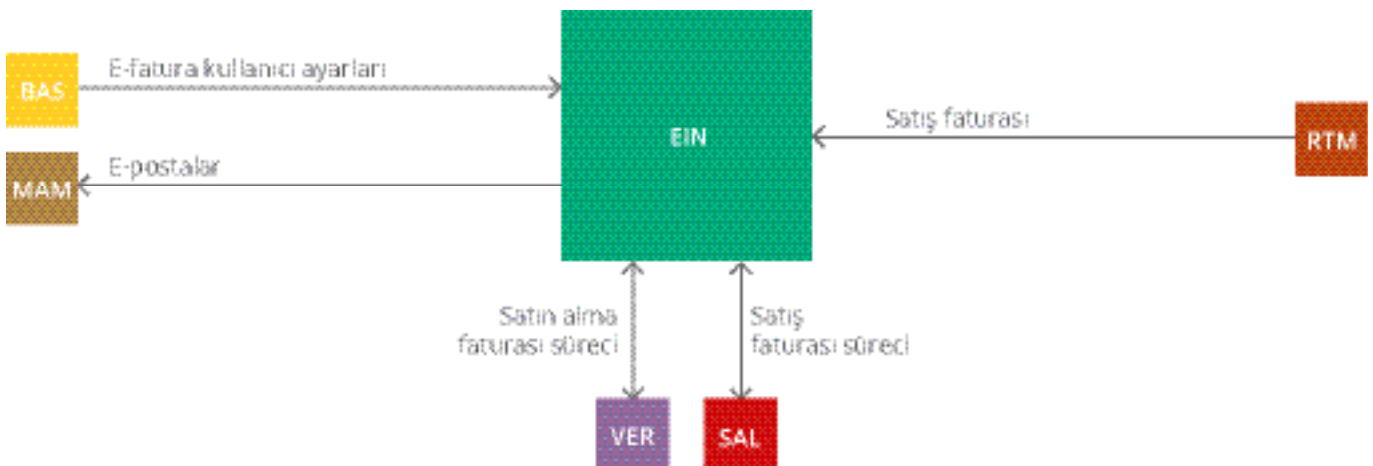 E-fatura kullanıcı ayarları
BAS
EIN
Satış faturası
RTM
E-postalar
MAM
Satın alma
faturası süreci
Satış
faturası süreci
VER
SAL